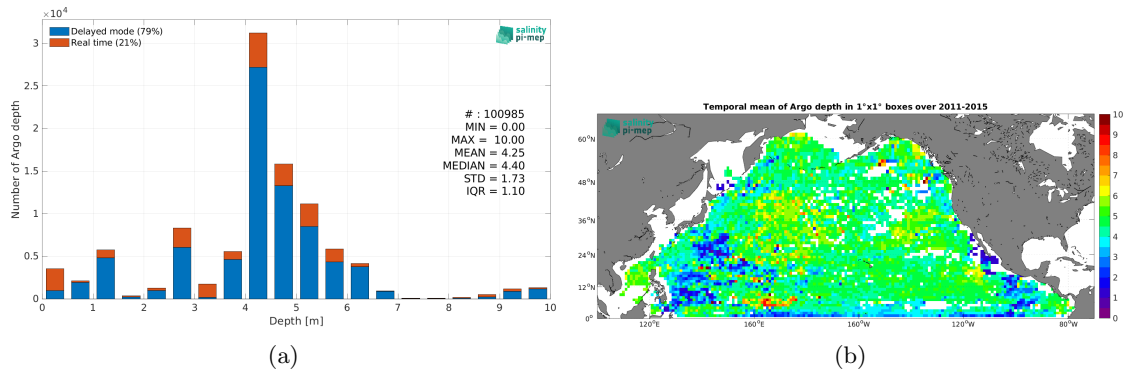 ×10⁴
Delayed mode (79%)
Real time (21%)
salinity
pi-mep
3
2.5
2
1.5
1
0.5
0
Number of Argo depth
# : 100985
MIN = 0.00
MAX = 10.00
MEAN = 4.25
MEDIAN = 4.40
STD = 1.73
IQR = 1.10
0 1 2 3 4 5 6 7 8 9 10
Depth [m]
(a)
Temporal mean of Argo depth in 1°x1° boxes over 2011-2015
salinity
pi-mep
60°N
48°N
36°N
24°N
12°N
0°
120°E 160°E 160°W 120°W 80°W
10
9
8
7
6
5
4
3
2
1
0
(b)